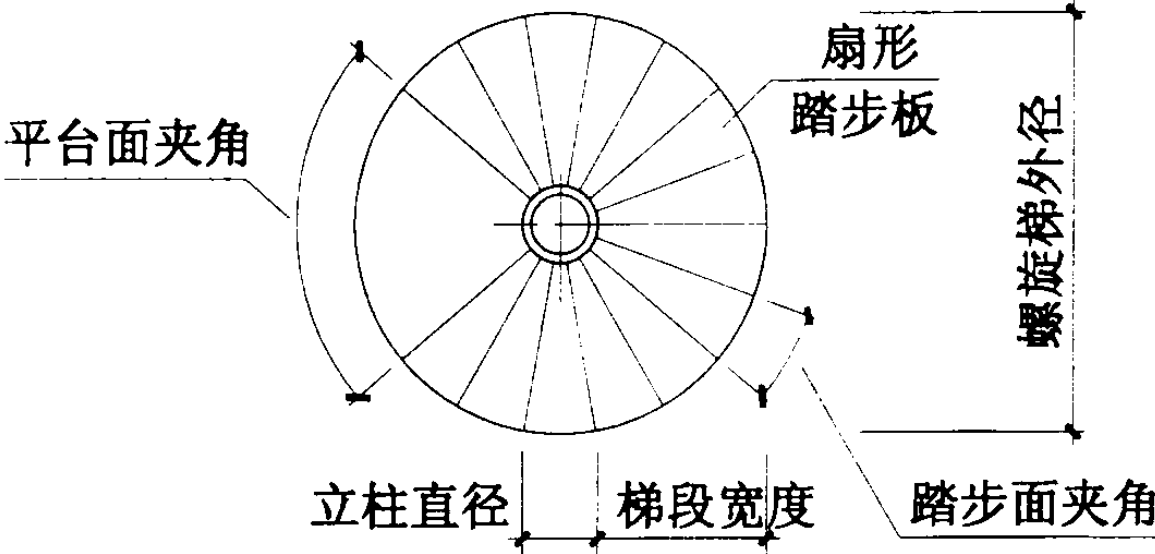 扇形
踏步板
平台面夹角
螺旋梯外径
立柱直径
梯段宽度
踏步面夹角